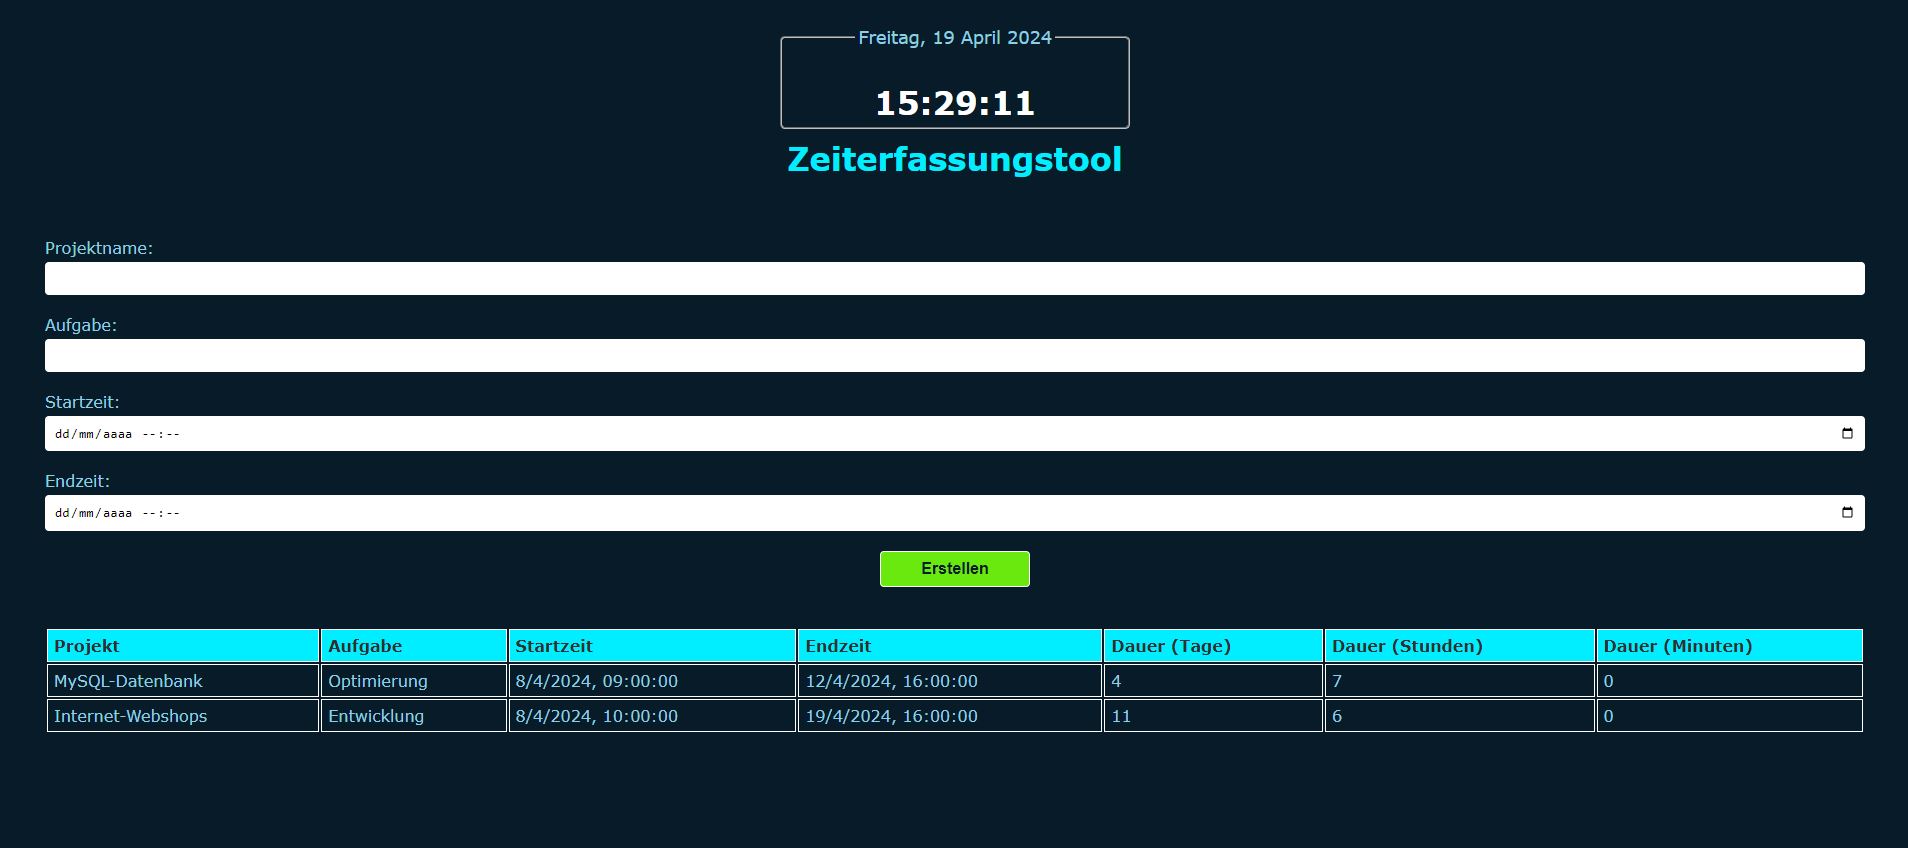 Freitag, 19 April 2024
15:29:11
Zeiterfassungstool
Projektname:
Aufgabe:
Startzeit:
dd/mm/aaaa --:--
Endzeit:
dd/mm/aaaa --:--
Erstellen
Projekt Aufgabe Startzeit Endzeit Dauer (Tage) Dauer (Stunden) Dauer (Minuten)
MySQL-Datenbank Optimierung 8/4/2024, 09:00:00 12/4/2024, 16:00:00 4 7 0
Internet-Webshops Entwicklung 8/4/2024, 10:00:00 19/4/2024, 16:00:00 11 6 0